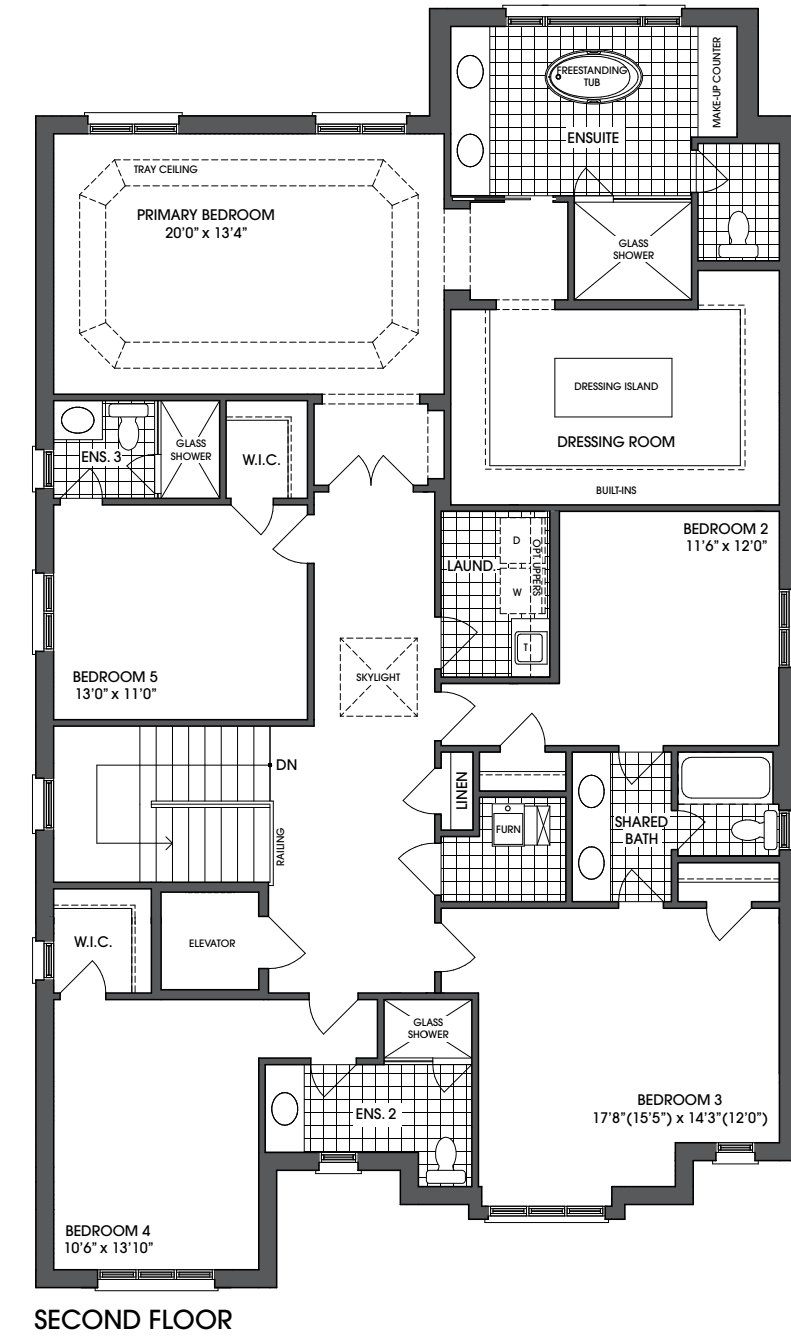 MAKE-UP COUNTER
FREESTANDING
TUB
ENSUITE
TRAY CEILING
PRIMARY BEDROOM
20'0" x 13'4"
GLASS
SHOWER
DRESSING ISLAND
DRESSING ROOM
BUILT-INS
ENS. 3
GLASS
SHOWER
W.I.C.
BEDROOM 2
11'6" x 12'0"
LAUND.
D
W
OPT. UPPERS
T
BEDROOM 5
13'0" x 11'0"
SKYLIGHT
DN
RAILING
LINEN
FURN
SHARED
BATH
W.I.C.
ELEVATOR
GLASS
SHOWER
ENS. 2
BEDROOM 3
17'8"(15'5") x 14'3"(12'0")
BEDROOM 4
10'6" x 13'10"
SECOND FLOOR